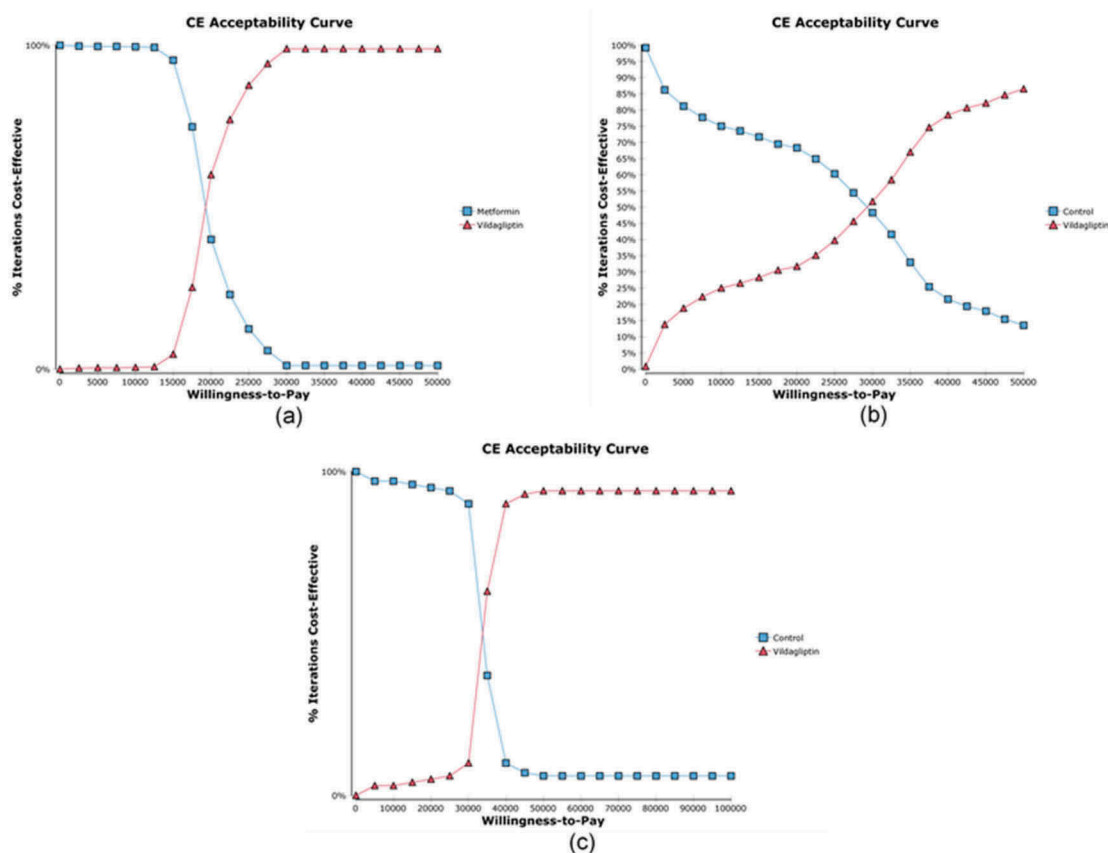 CE Acceptability Curve
% Iterations Cost-Effective
100%
0%
0 5000 10000 15000 20000 25000 30000 35000 40000 45000 50000
Willingness-to-Pay
Metformin
Vildagliptin
(a)
CE Acceptability Curve
% Iterations Cost-Effective
100%
95%
90%
85%
80%
75%
70%
65%
60%
55%
50%
45%
40%
35%
30%
25%
20%
15%
10%
5%
0%
0 5000 10000 15000 20000 25000 30000 35000 40000 45000 50000
Willingness-to-Pay
Control
Vildagliptin
(b)
CE Acceptability Curve
% Iterations Cost-Effective
100%
0%
0 10000 20000 30000 40000 50000 60000 70000 80000 90000 100000
Willingness-to-Pay
Control
Vildagliptin
(c)